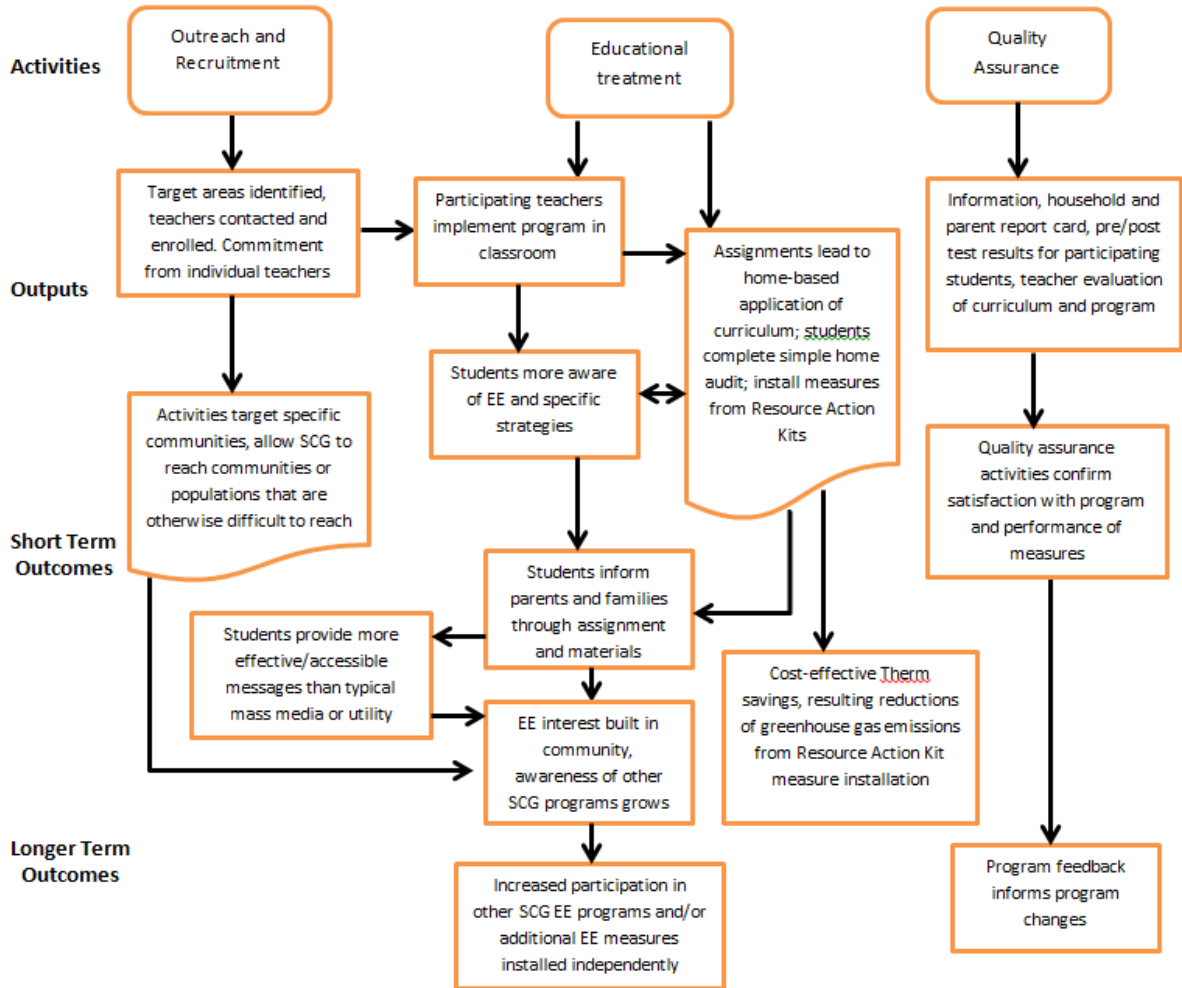 Activities
Outreach and
Recruitment
Educational
treatment
Quality
Assurance
Outputs
Target areas identified,
teachers contacted and
enrolled. Commitment
from individual teachers
Participating teachers
implement program in
classroom
Assignments lead to
home-based
application of
curriculum; students
complete simple home
audit; install measures
from Resource Action
Kits
Information, household and
parent report card, pre/post
test results for participating
students, teacher evaluation
of curriculum and program
Students more aware
of EE and specific
strategies
Activities target specific
communities, allow SCG to
reach communities or
populations that are
otherwise difficult to reach
Quality assurance
activities confirm
satisfaction with program
and performance of
measures
Short Term
Outcomes
Students inform
parents and families
through assignment
and materials
Students provide more
effective/accessible
messages than typical
mass media or utility
Cost-effective Therm
savings, resulting reductions
of greenhouse gas emissions
from Resource Action Kit
measure installation
EE interest built in
community,
awareness of other
SCG programs grows
Longer Term
Outcomes
Increased participation in
other SCG EE programs and/or
additional EE measures
installed independently
Program feedback
informs program
changes